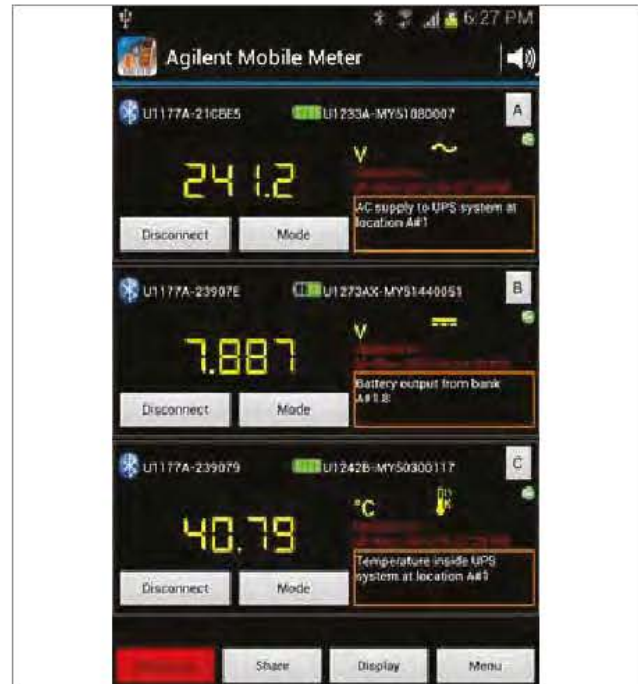 6:27 PM
Agilent Mobile Meter
U1177A-21CBE5 U1233A-MY51080007 A
241.2 V
AC supply to UPS system at
location A#1
Disconnect Mode
U1177A-23907E U1273AX-MY51440051 B
7.887 V
Battery output from bank
A#1.8
Disconnect Mode
U1177A-239079 U1242B-MY50300117 C
40.79 °C K
Temperature inside UPS
system at location A#1
Disconnect Mode
Share Display Menu